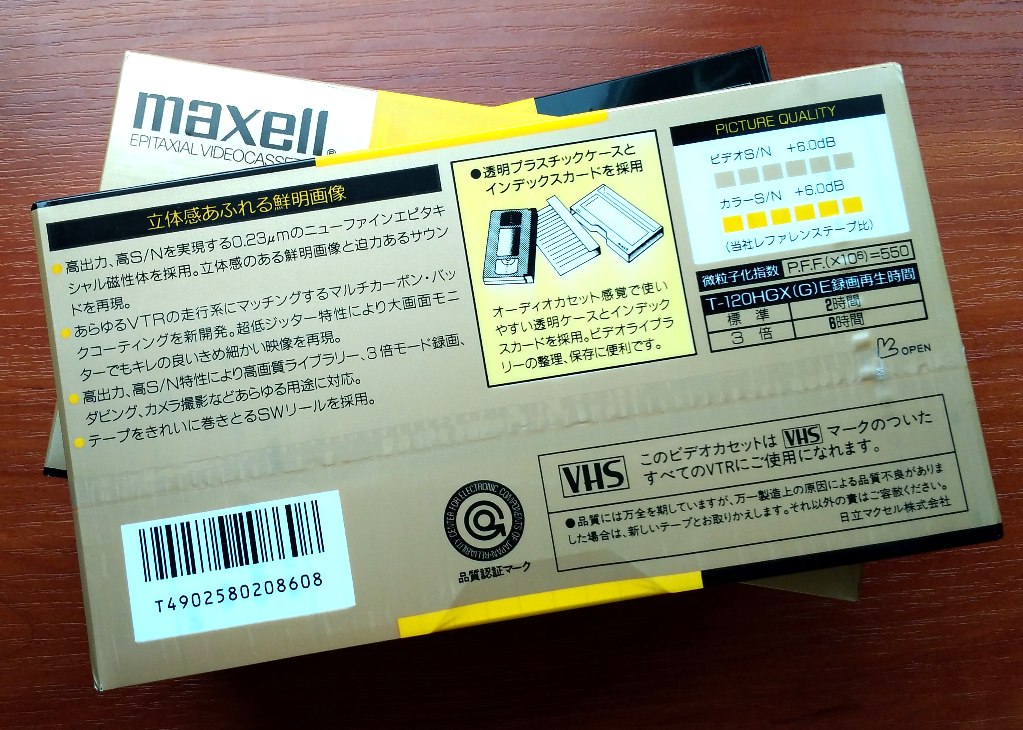 maxell®
EPITAXIAL VIDEOCASSE
立体感あふれる鮮明画像
●高出力、高S/Nを実現する0.23μmのニューファインエピタキ
シャル磁性体を採用。立体感のある鮮明画像と迫力あるサウン
ドを再現。
●あらゆるVTRの走行系にマッチングするマルチカーボン・バッ
クコーティングを新開発。超低ジッター特性により大画面モニ
ターでもキレの良いきめ細かい映像を再現。
●高出力、高S/N特性により高画質ライブラリー、3倍モード録画、
ダビング、カメラ撮影などあらゆる用途に対応。
●テープをきれいに巻きとるSWリールを採用。
●透明プラスチックケースと
インデックスカードを採用
オーディオカセット感覚で使い
やすい透明ケースとインデック
スカードを採用。ビデオライブラ
リーの整理、保存に便利です。
PICTURE QUALITY
ビデオS/N +6.0dB
カラーS/N +6.0dB
(当社レファレンステープ比)
微粒子化指数 P.F.F.(×10⁶)=550
T-120HGX(G)E録画再生時間
標準 2時間
3倍 6時間
OPEN
VHS このビデオカセットは VHS マークのついた
すべてのVTRにご使用になれます。
●品質には万全を期していますが、万一製造上の原因による品質不良がありま
した場合は、新しいテープとお取りかえします。それ以外の責はご容赦ください。
日立マクセル株式会社
RELIABILITY CENTER FOR ELECTRONIC COMPONENTS OF JAPAN
品質認証マーク
T4902580208608